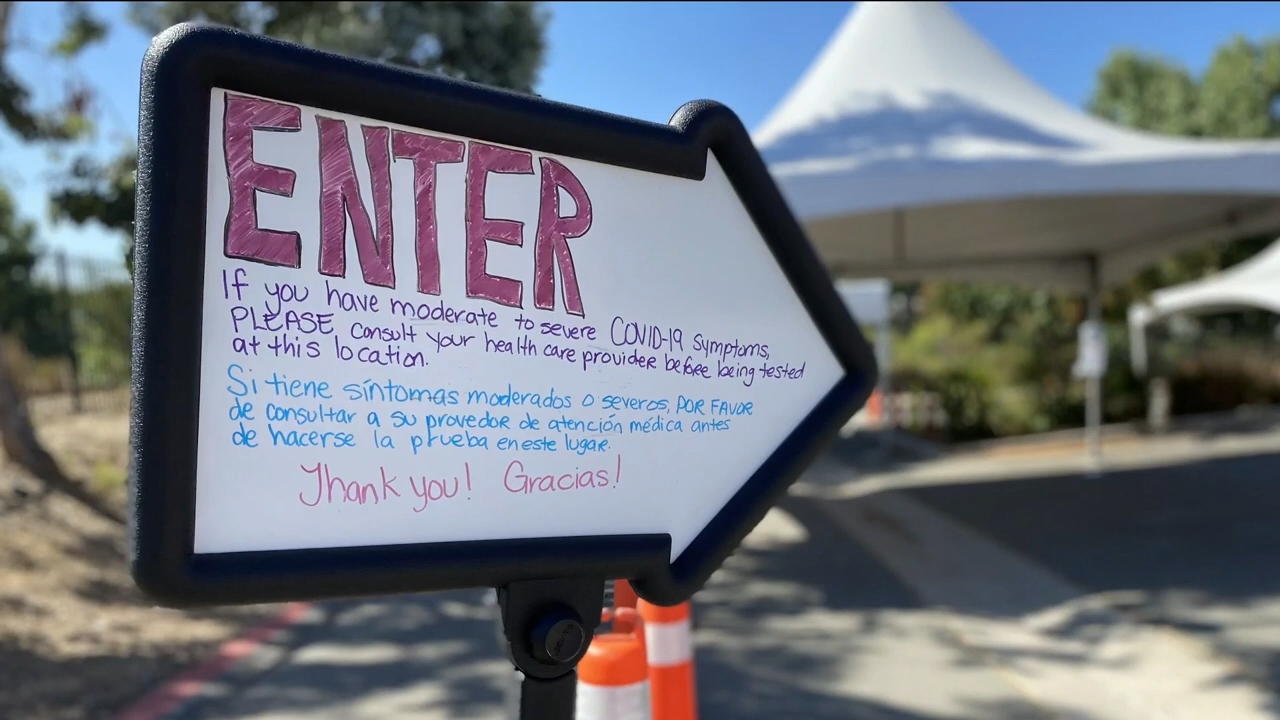 ENTER
If you have moderate to severe COVID-19 symptoms,
PLEASE, consult your health care provider before being tested
at this location.
Si tiene síntomas moderados o severos, POR FAVOR
de consultar a su provedor de atención médica antes
de hacerse la prueba en este lugar.
Thank you! Gracias!